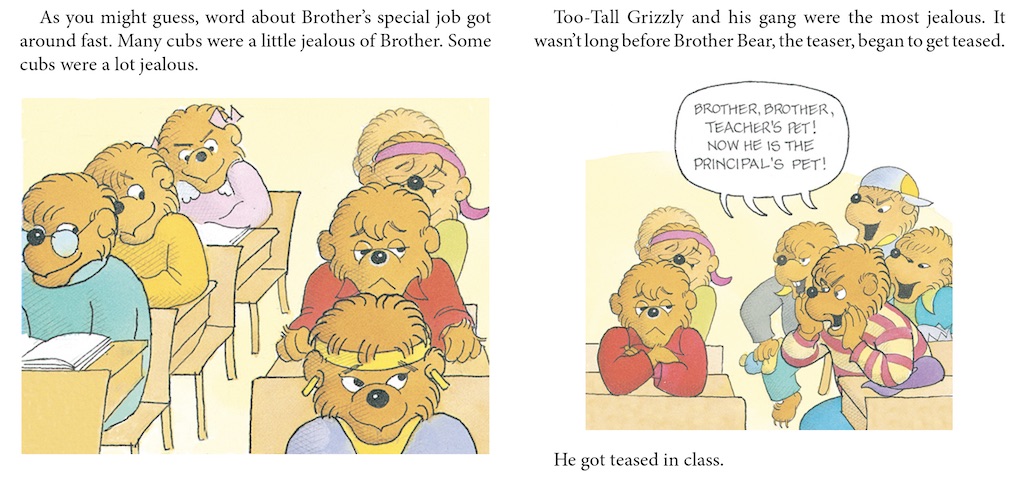 As you might guess, word about Brother's special job got
around fast. Many cubs were a little jealous of Brother. Some
cubs were a lot jealous.
Too-Tall Grizzly and his gang were the most jealous. It
wasn't long before Brother Bear, the teaser, began to get teased.
BROTHER, BROTHER,
TEACHER'S PET!
NOW HE IS THE
PRINCIPAL'S PET!
He got teased in class.